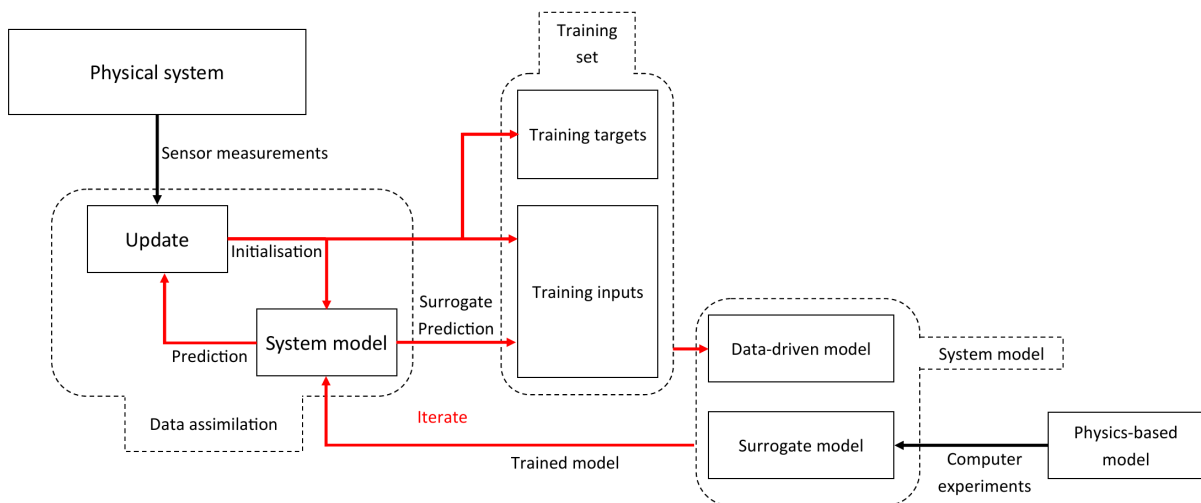 Training
set
Physical system
Training targets
Sensor measurements
Update
Initialisation
Training inputs
Surrogate
Prediction
System model
Prediction
Data-driven model
System model
Iterate
Data assimilation
Trained model
Surrogate model
Computer
experiments
Physics-based
model